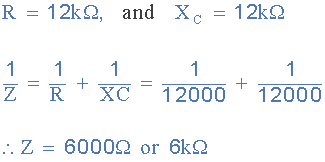 R = 12kΩ, and X_C = 12kΩ
1/Z = 1/R + 1/XC = 1/12000 + 1/12000
∴ Z = 6000Ω or 6kΩ